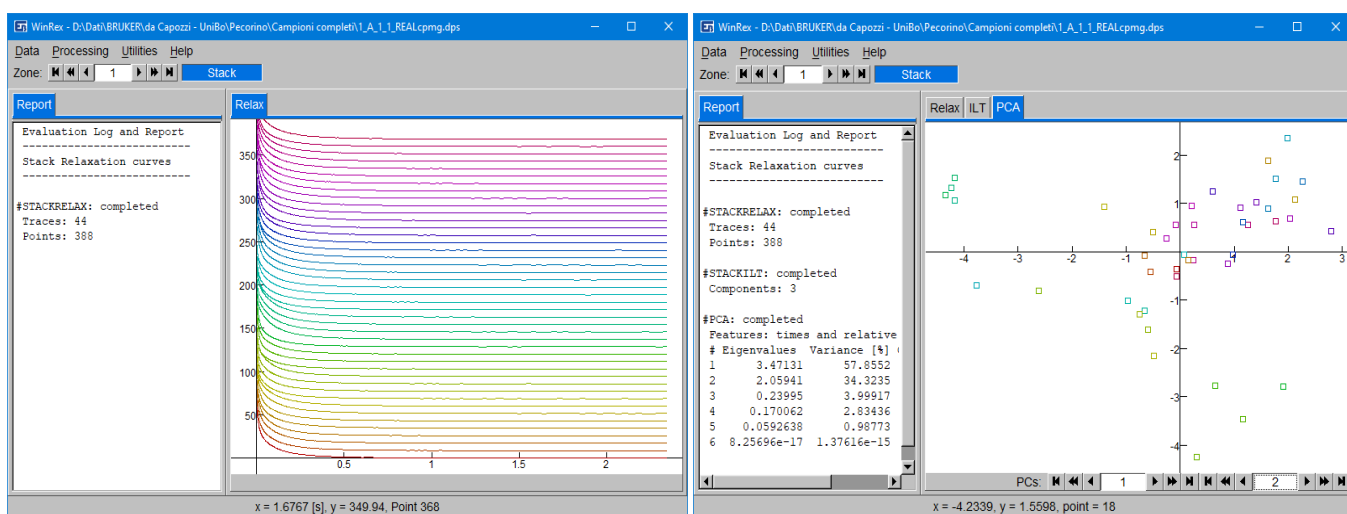 WinRex - D:\Dati\BRUKER\da Capozzi - UniBo\Pecorino\Campioni completi\1_A_1_1_REALcpmg.dps
Data Processing Utilities Help
Zone: 1 Stack
Report
Evaluation Log and Report
---------------------------
Stack Relaxation curves
---------------------------
#STACKRELAX: completed
Traces: 44
Points: 388
Relax
350
300
250
200
150
100
50
0.5 1 1.5 2
x = 1.6767 [s], y = 349.94, Point 368
WinRex - D:\Dati\BRUKER\da Capozzi - UniBo\Pecorino\Campioni completi\1_A_1_1_REALcpmg.dps
Data Processing Utilities Help
Zone: 1 Stack
Report
Evaluation Log and Report
---------------------------
Stack Relaxation curves
---------------------------
#STACKRELAX: completed
Traces: 44
Points: 388
#STACKILT: completed
Components: 3
#PCA: completed
Features: times and relative
# Eigenvalues Variance [%] (
1 3.47131 57.8552
2 2.05941 34.3235
3 0.23995 3.99917
4 0.170062 2.83436
5 0.0592638 0.98773
6 8.25696e-17 1.37616e-15
Relax ILT PCA
2
1
-4 -3 -2 -1 1 2 3
-1
-2
-3
-4
PCs: 1 2
x = -4.2339, y = 1.5598, point = 18